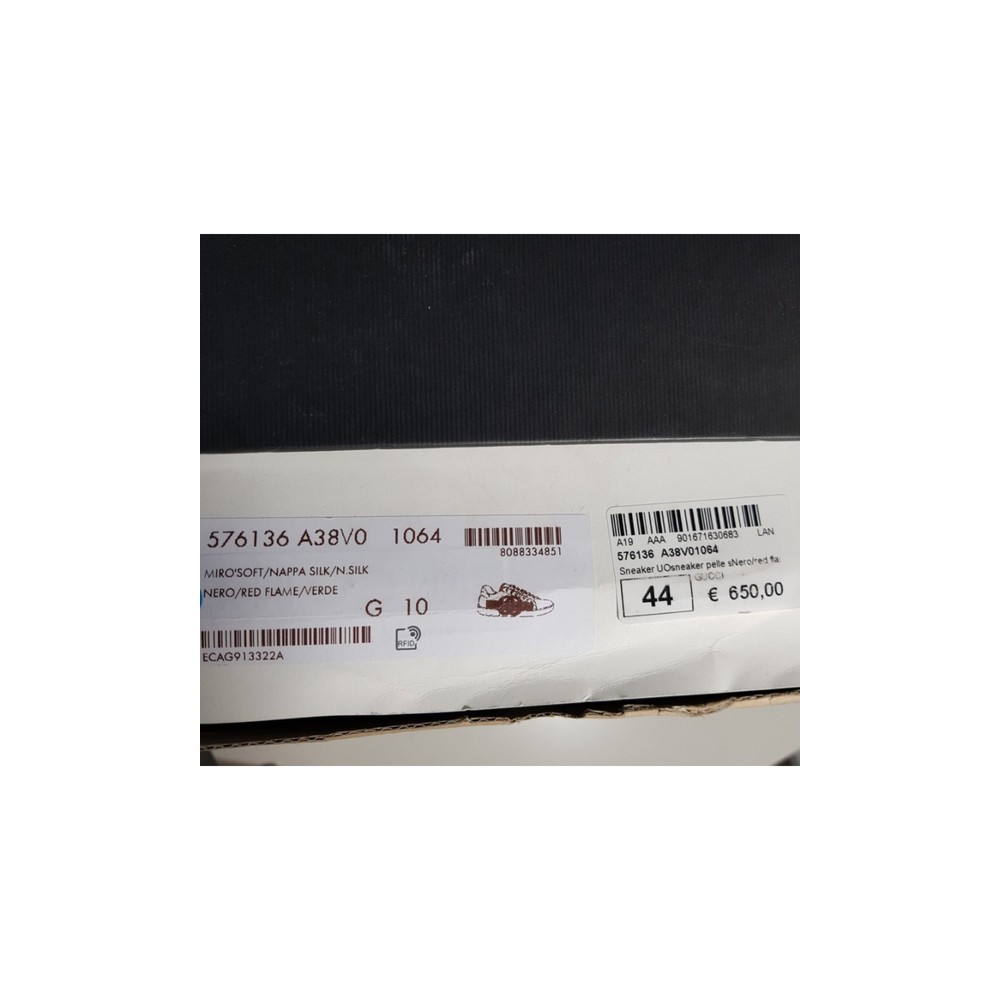 576136 A38V0 1064
8088334851
MIRO'SOFT/NAPPA SILK/N.SILK
NERO/RED FLAME/VERDE
G 10
RFID
ECAG913322A
A19 AAA 901671630683 LAN
576136 A38V01064
Sneaker UOsneaker pelle sNero/red fla
GUCCI
44 € 650,00